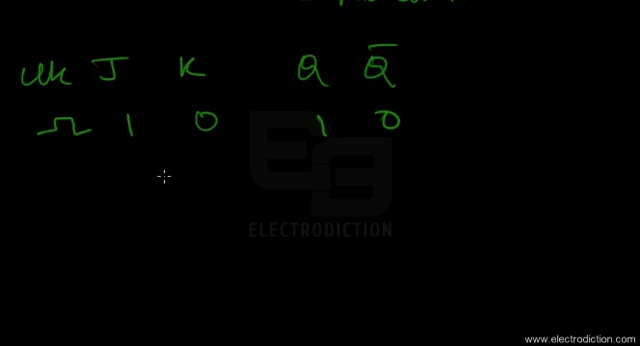 clk J K Q Q̅
1 0 1 0
ELECTRODICTION
www.electrodiction.com